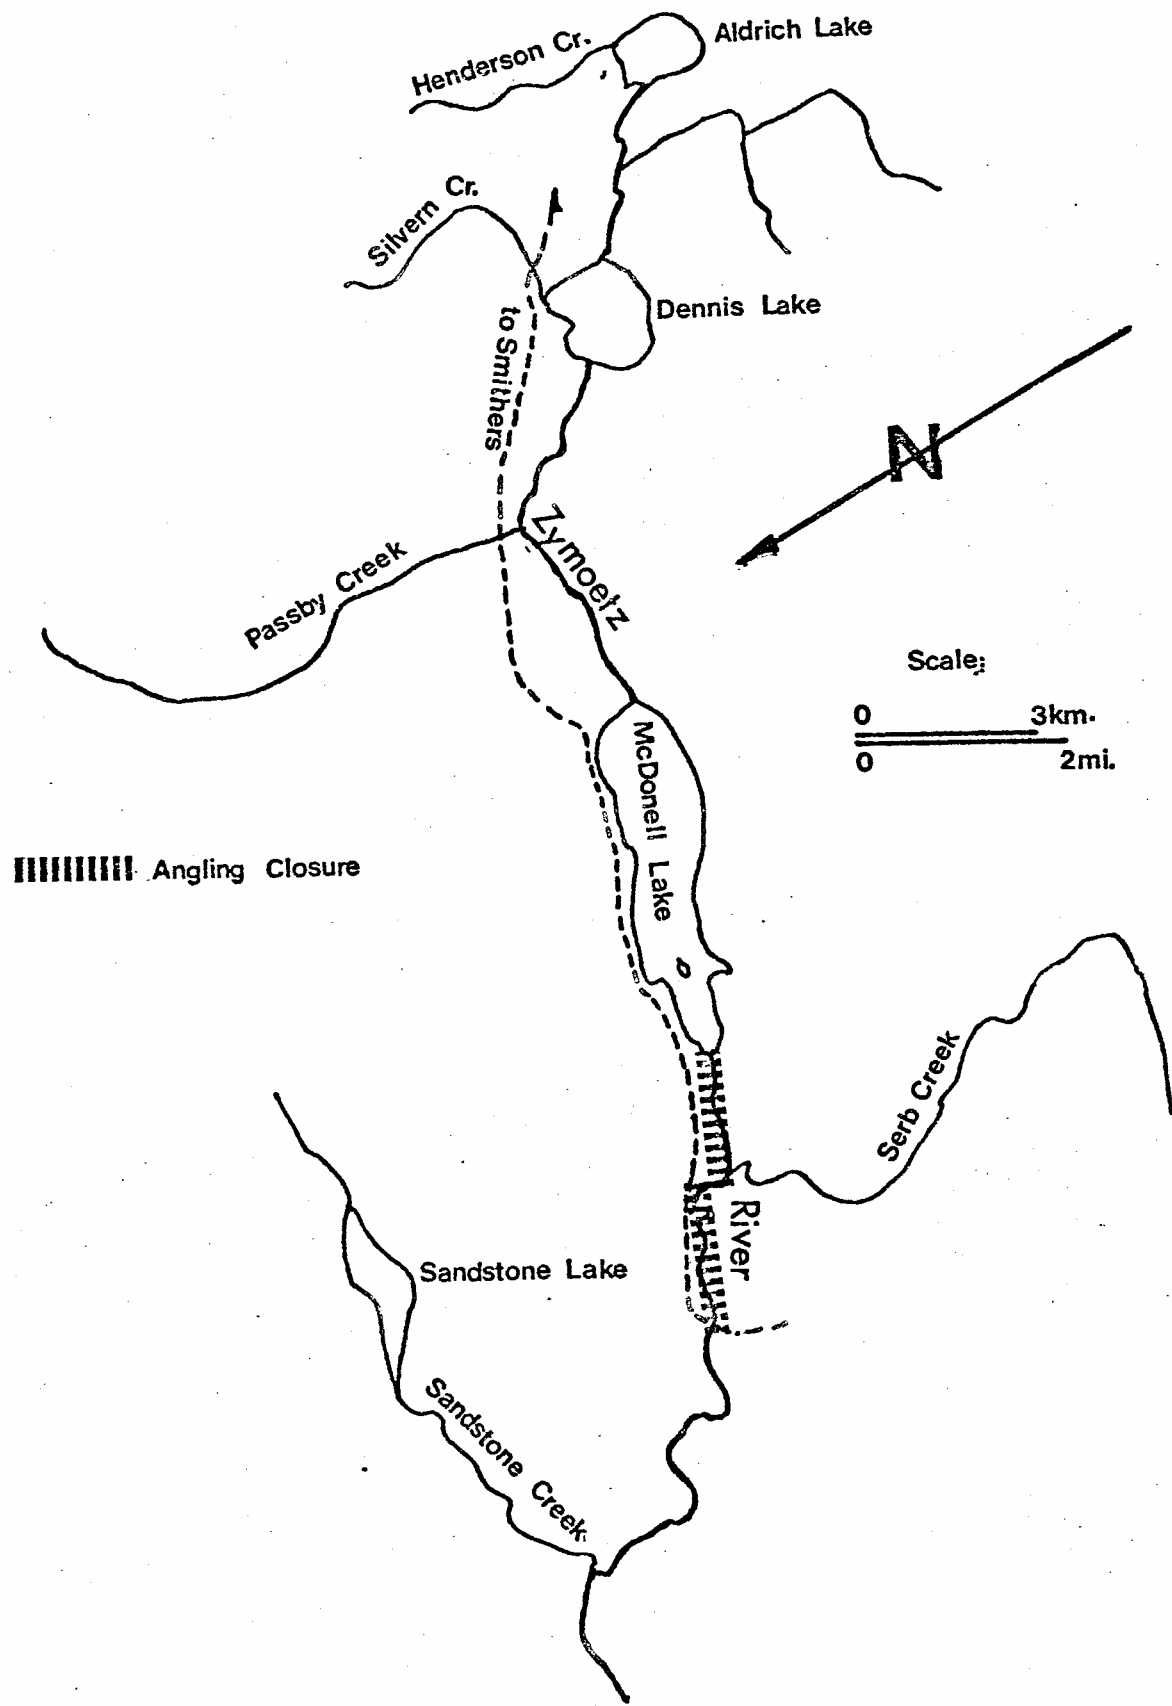 Aldrich Lake
Henderson Cr.
Silvern Cr.
Dennis Lake
to Smithers
N
Zymoetz
Passby Creek
Scale:
0 3km.
0 2mi.
McDonell Lake
Angling Closure
Serb Creek
River
Sandstone Lake
Sandstone Creek